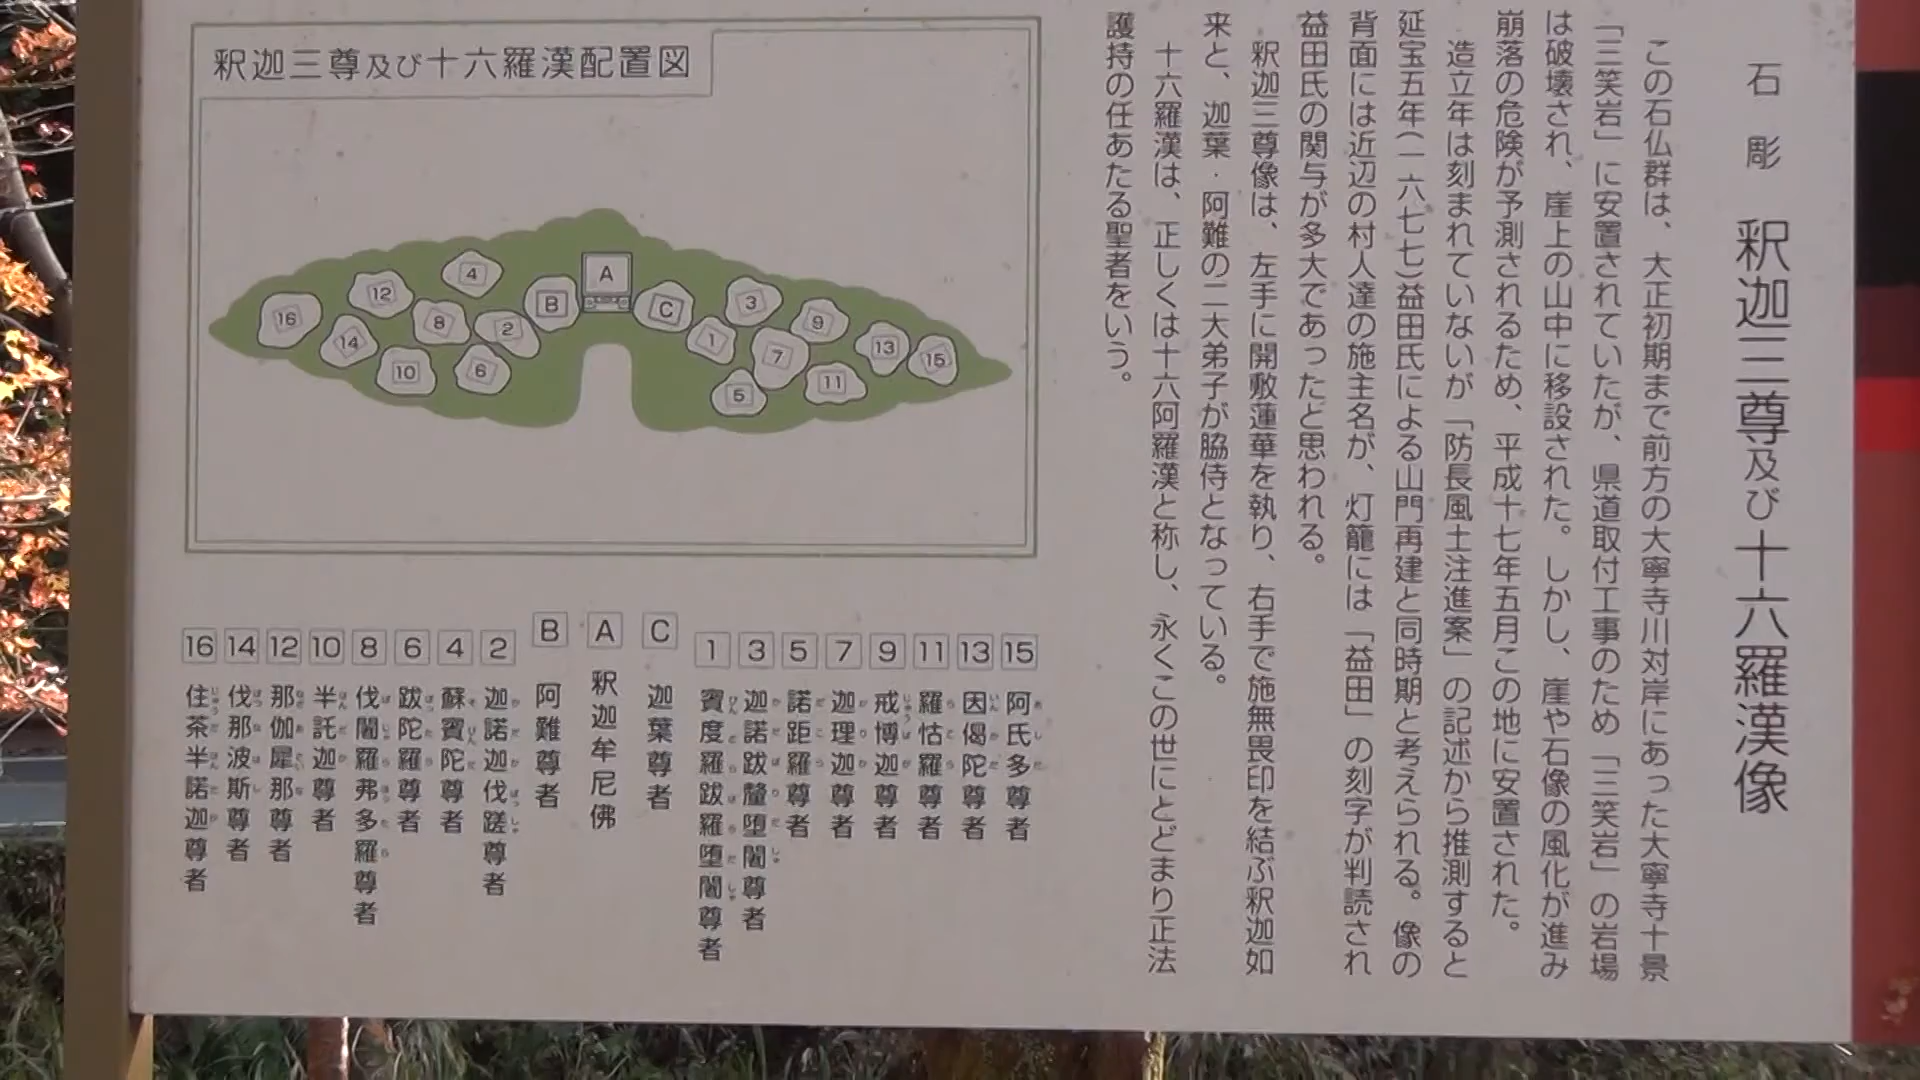 石彫 釈迦三尊及び十六羅漢像
この石仏群は、大正初期まで前方の大寧寺川対岸にあった大寧寺十景
「三笑岩」に安置されていたが、県道取付工事のため「三笑岩」の岩場
は破壊され、崖上の山中に移設された。しかし、崖や石像の風化が進み
崩落の危険が予測されるため、平成十七年五月この地に安置された。
造立年は刻まれていないが「防長風土注進案」の記述から推測すると
延宝五年(一六七七)益田氏による山門再建と同時期と考えられる。像の
背面には近辺の村人達の施主名が、灯籠には「益田」の刻字が判読され
益田氏の関与が多大であったと思われる。
釈迦三尊像は、左手に開敷蓮華を執り、右手で施無畏印を結ぶ釈迦如
来と、迦葉・阿難の二大弟子が脇侍となっている。
十六羅漢は、正しくは十六阿羅漢と称し、永くこの世にとどまり正法
護持の任あたる聖者をいう。
釈迦三尊及び十六羅漢配置図
A
4
B
C
12
3
16
8
2
9
14
1
13
7
15
10
6
11
5
15 阿氏多尊者
13 因偈陀尊者
11 羅怙羅尊者
9 戒博迦尊者
7 迦理迦尊者
5 諾距羅尊者
3 迦諾跋釐堕闍尊者
1 賓度羅跋羅堕闍尊者
C 迦葉尊者
A 釈迦牟尼佛
B 阿難尊者
2 迦諾迦伐蹉尊者
4 蘇賓陀尊者
6 跋陀羅尊者
8 伐闍羅弗多羅尊者
10 半託迦尊者
12 那伽犀那尊者
14 伐那波斯尊者
16 住茶半諾迦尊者